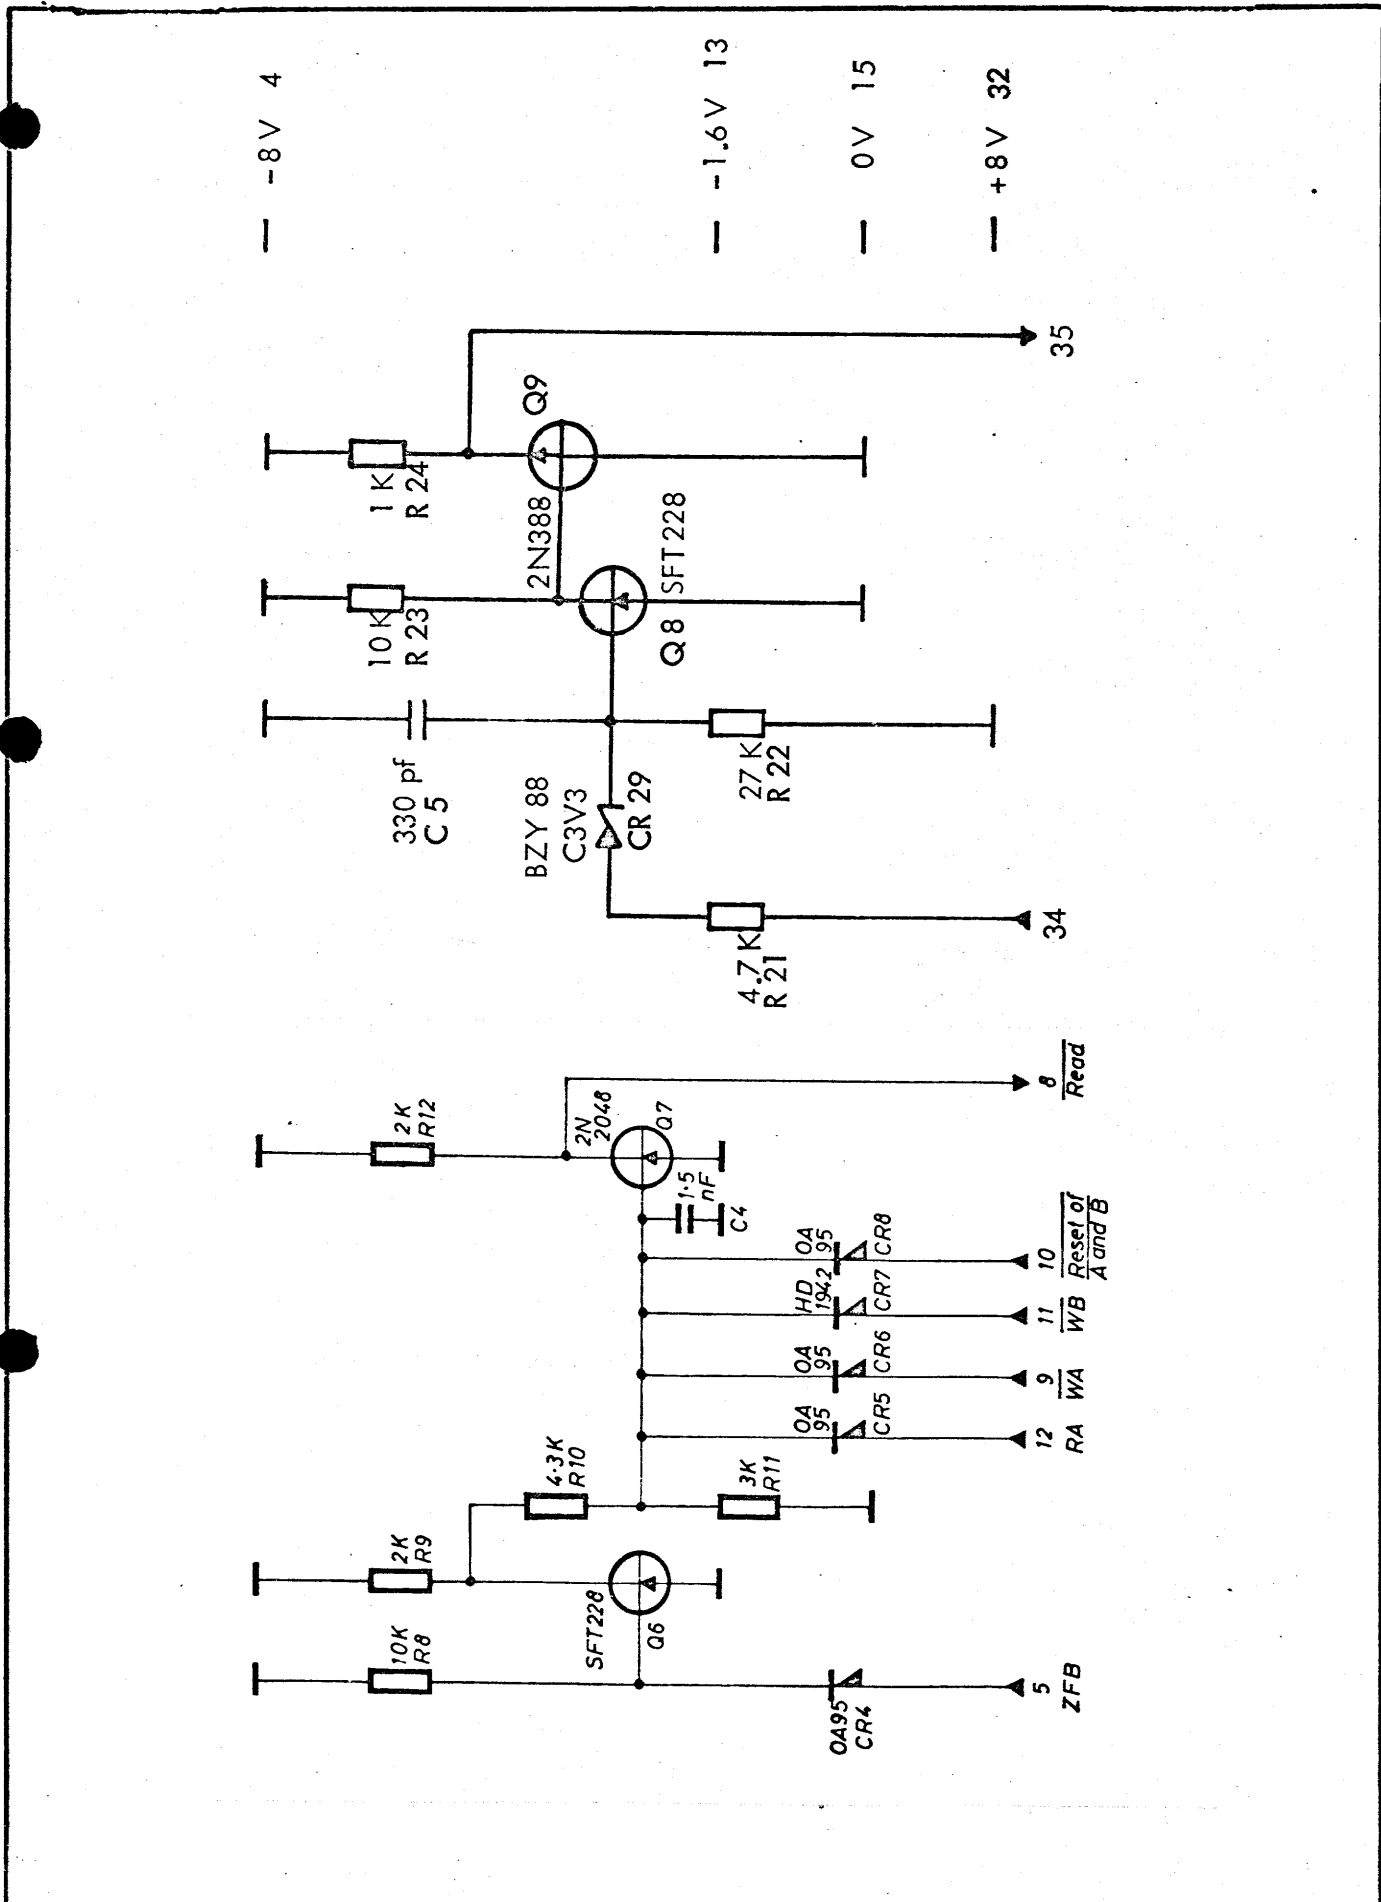 -8V 4
-1.6V 13
0V 15
+8V 32
1K
R 24
Q9
2N388
35
10K
R 23
SFT 228
Q8
330 pf
C 5
27 K
R 22
BZY 88
C3V3
CR 29
4.7 K
R 21
34
2K
R12
2N
2048
Q7
8
Read
1·5
nF
C4
OA
95
CR8
10
Reset of
A and B
HD
1942
CR7
11
WB
OA
95
CR6
9
WA
OA
95
CR5
12
RA
4·3K
R10
3K
R11
2K
R9
SFT228
Q6
10K
R8
OA95
CR4
5
ZFB